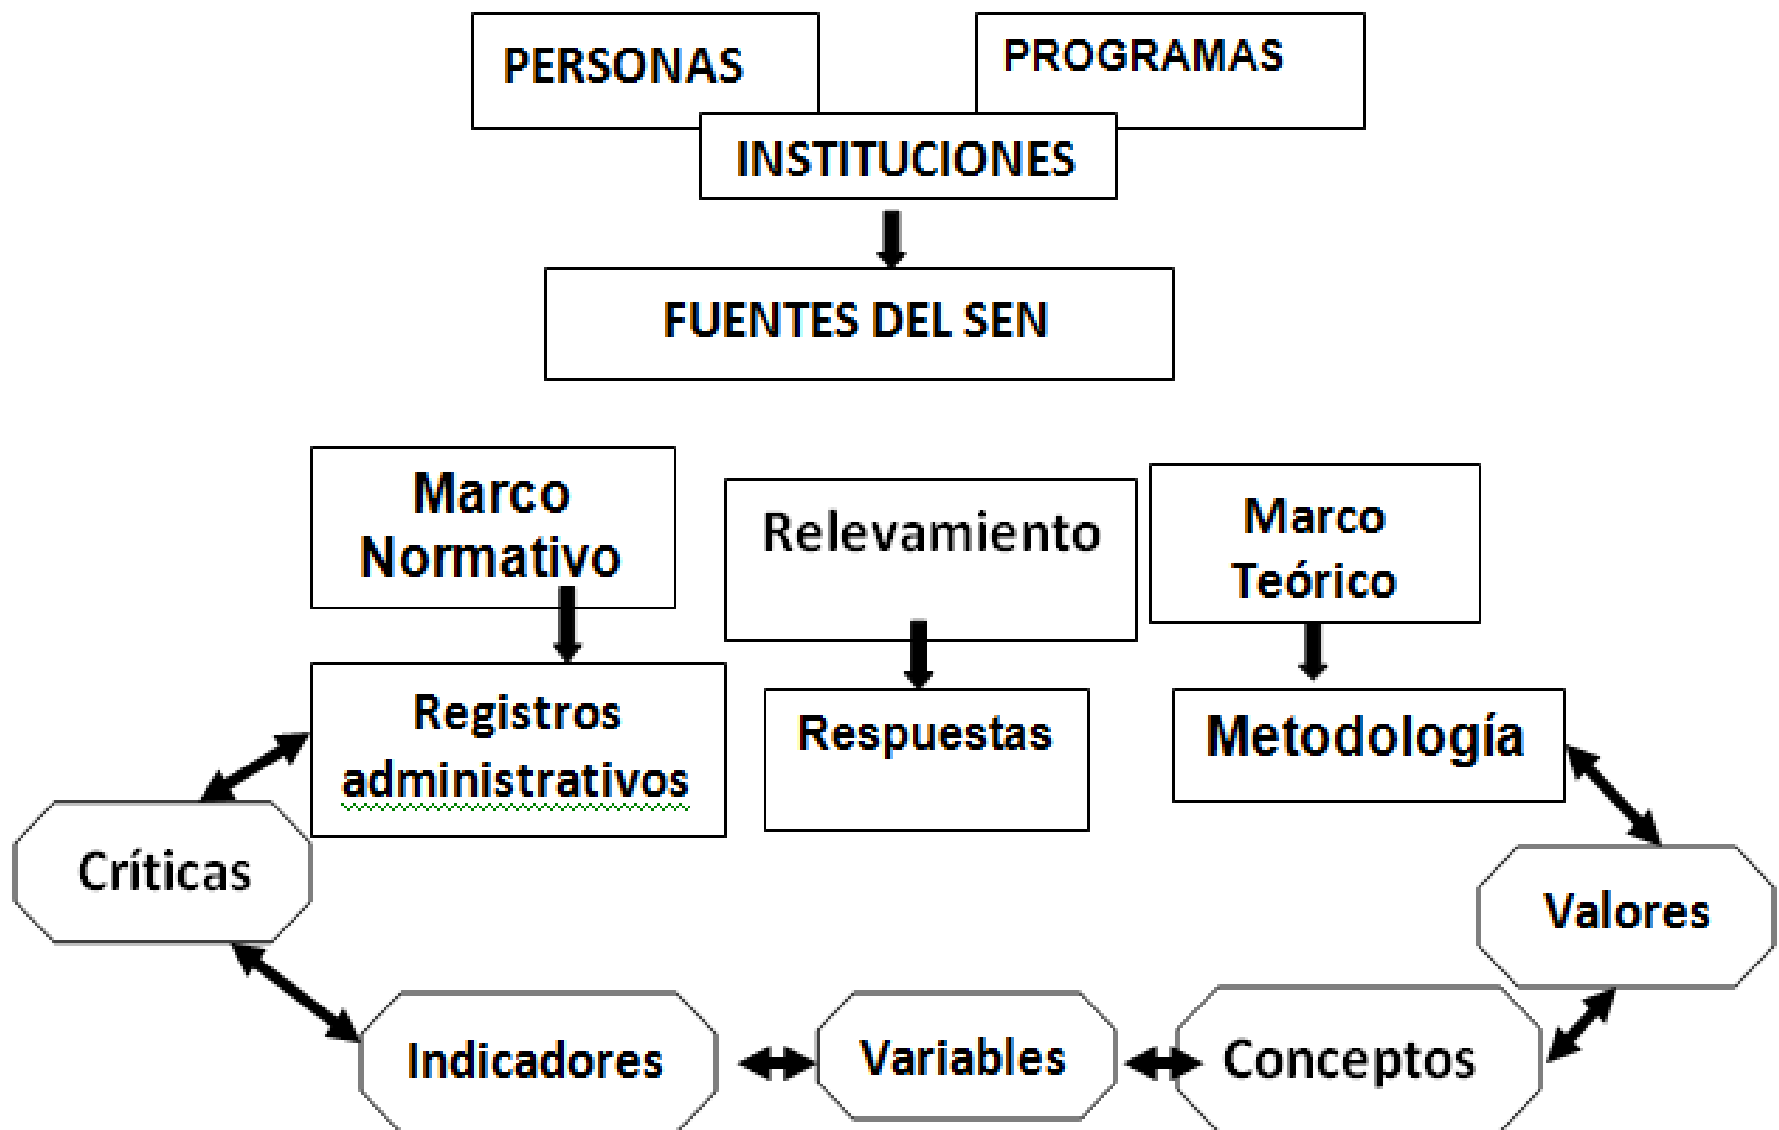 PERSONAS
PROGRAMAS
INSTITUCIONES
FUENTES DEL SEN
Marco
Normativo
Relevamiento
Marco
Teórico
Registros
administrativos
Respuestas
Metodología
Críticas
Valores
Indicadores
Variables
Conceptos